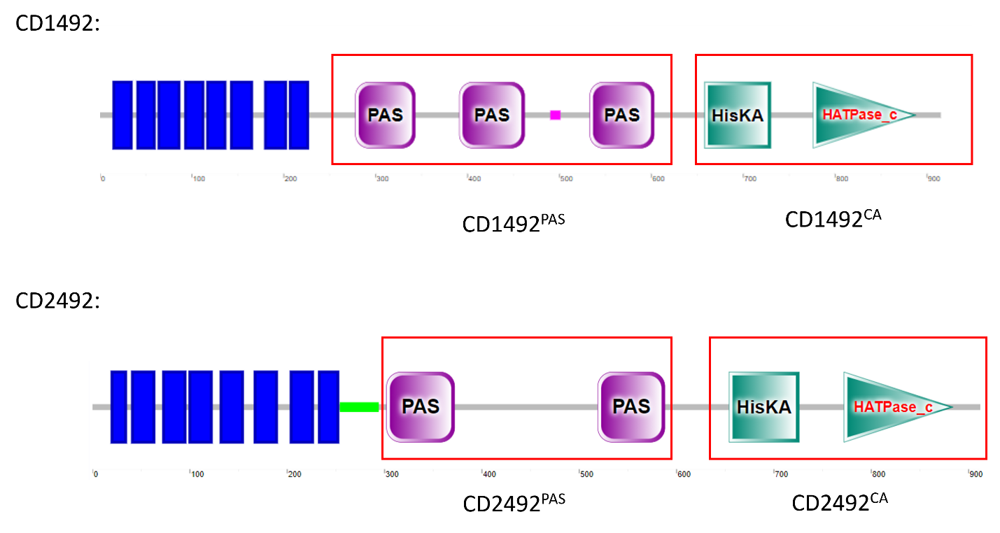 CD1492:
PAS PAS PAS HisKA HATPase_c
0 100 200 300 400 500 600 700 800 900
CD1492PAS CD1492CA
CD2492:
PAS PAS HisKA HATPase_c
0 100 200 300 400 500 600 700 800 900
CD2492PAS CD2492CA